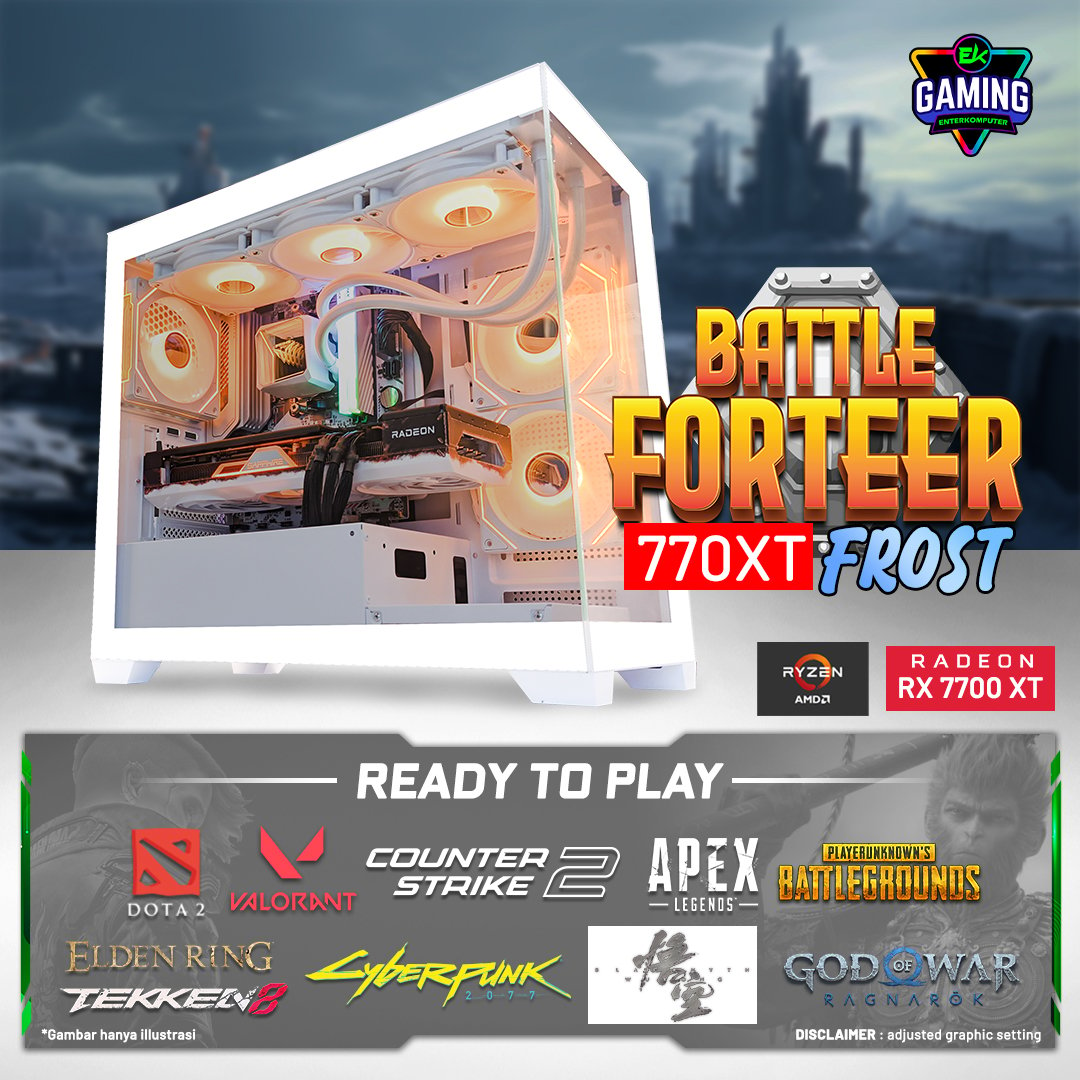 EK
GAMING
ENTERKOMPUTER
RADEON
BATTLE
FORTEER
770XT FROST
RYZEN
AMD
RADEON
RX 7700 XT
READY TO PLAY
DOTA 2
VALORANT
COUNTER
STRIKE 2
APEX
LEGENDS
PLAYERUNKNOWN'S
BATTLEGROUNDS
ELDEN RING
TEKKEN 8
Cyberpunk
2077
悟空
GOD OF WAR
RAGNARÖK
*Gambar hanya illustrasi
DISCLAIMER : adjusted graphic setting